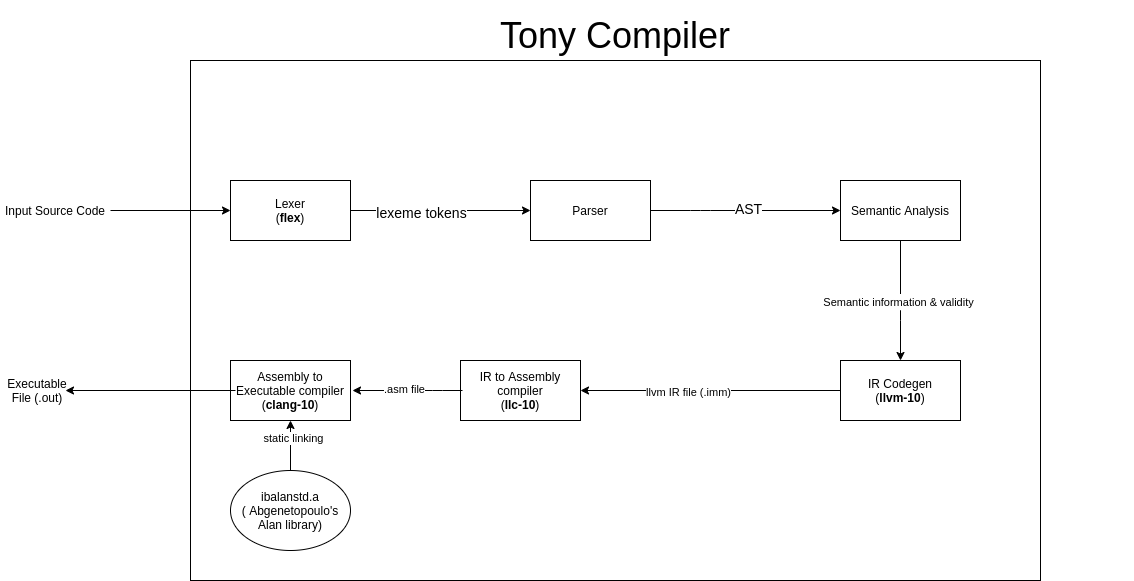 Tony Compiler
Input Source Code
Lexer
(flex)
lexeme tokens
Parser
AST
Semantic Analysis
Semantic information & validity
IR Codegen
(llvm-10)
llvm IR file (.imm)
IR to Assembly
compiler
(llc-10)
.asm file
Assembly to
Executable compiler
(clang-10)
Executable
File (.out)
static linking
ibalanstd.a
( Abgenetopoulo's
Alan library)